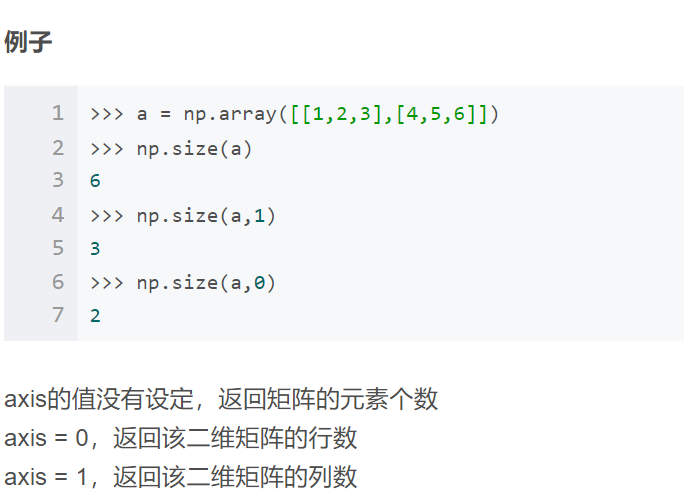 例子
1 >>> a = np.array([[1,2,3],[4,5,6]])
2 >>> np.size(a)
3 6
4 >>> np.size(a,1)
5 3
6 >>> np.size(a,0)
7 2
axis的值没有设定，返回矩阵的元素个数
axis = 0，返回该二维矩阵的行数
axis = 1，返回该二维矩阵的列数